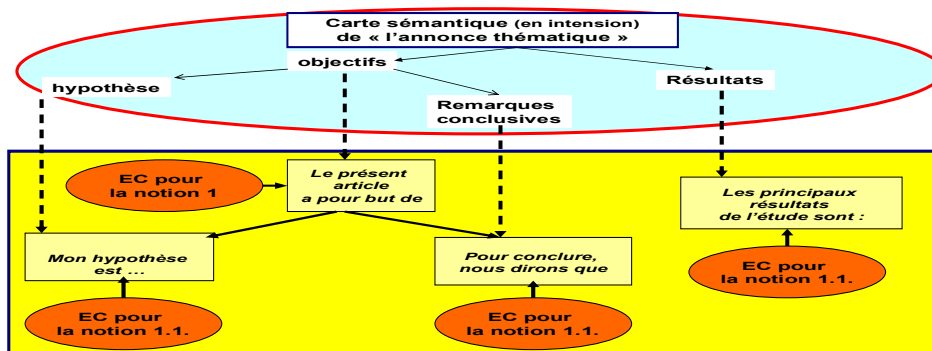 Carte sémantique (en intension)
de « l'annonce thématique »
objectifs
hypothèse
Résultats
Remarques
conclusives
EC pour
la notion 1
Le présent
article
a pour but de
Les principaux
résultats
de l'étude sont :
Mon hypothèse
est ...
Pour conclure,
nous dirons que
EC pour
la notion 1.1.
EC pour
la notion 1.1.
EC pour
la notion 1.1.